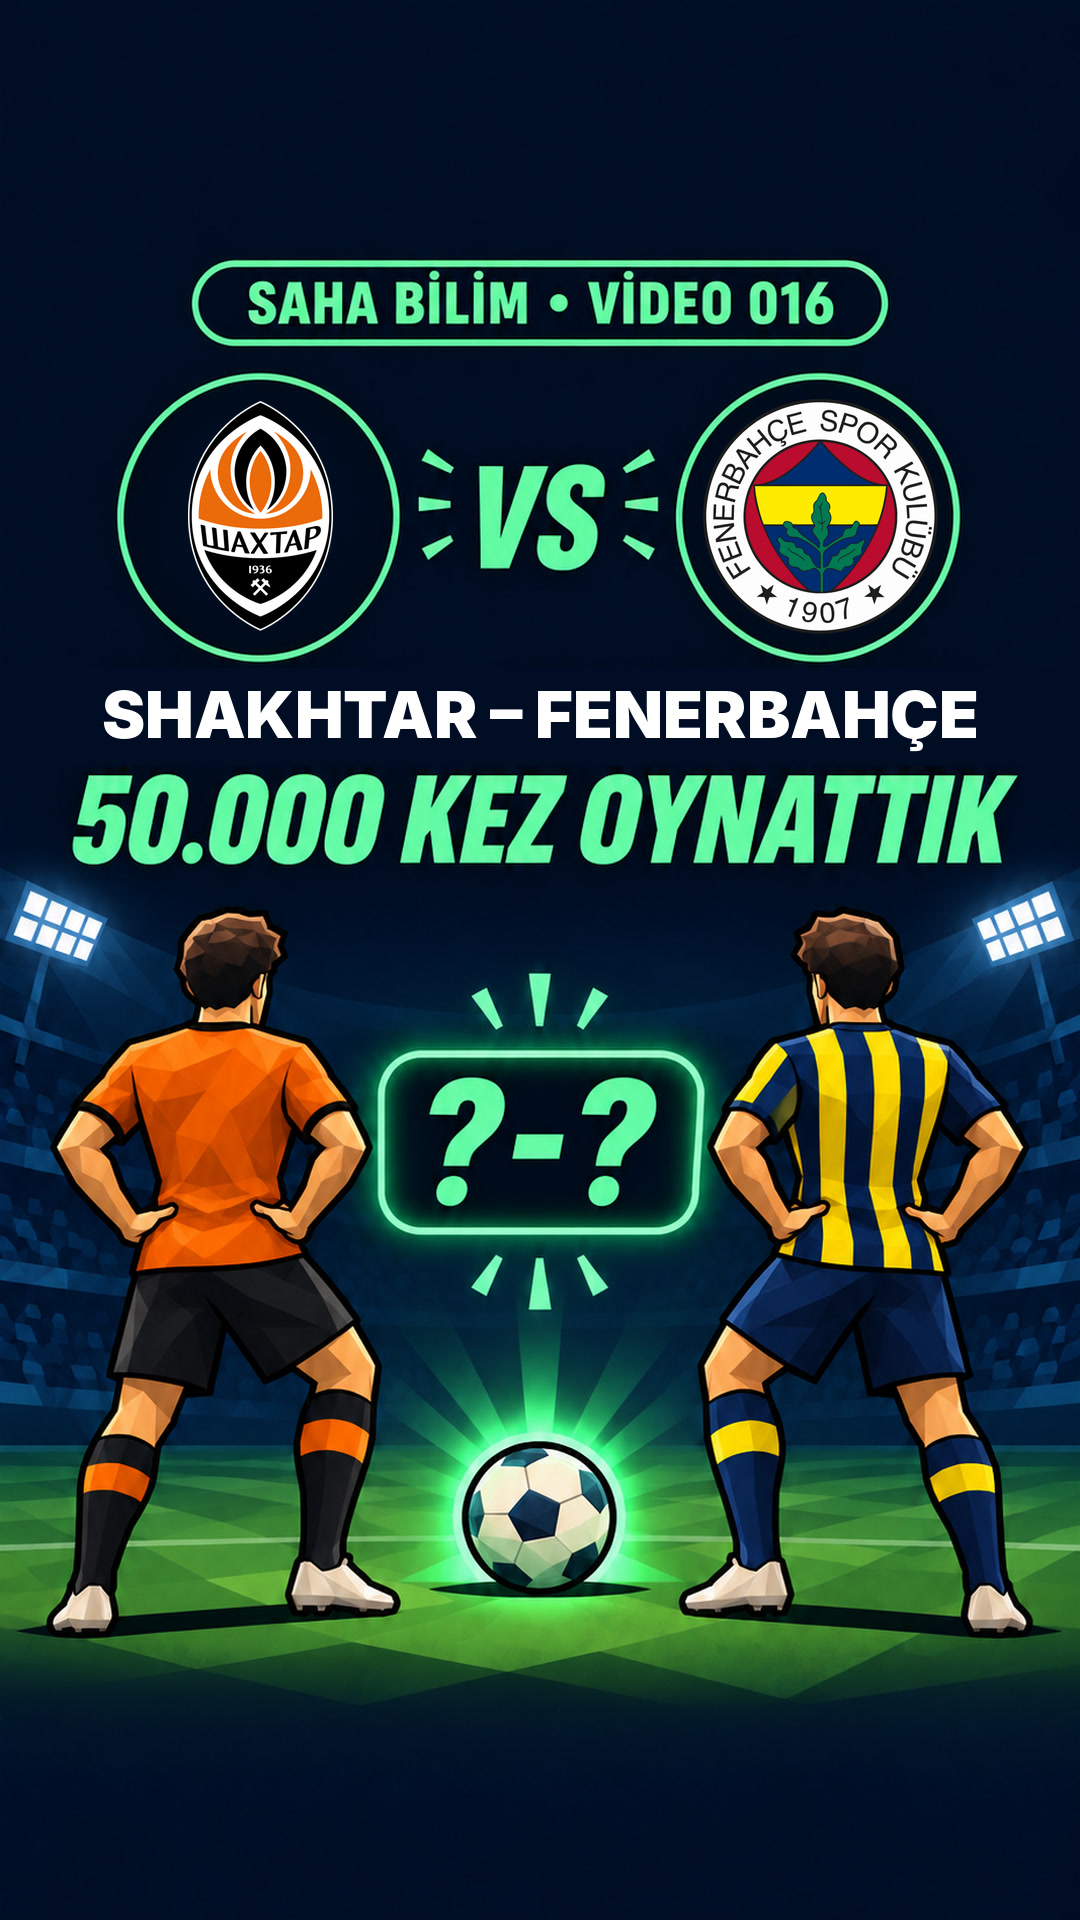 SAHA BİLİM • VİDEO 016
ШАХТАР
1936
VS
FENERBAHÇE SPOR KULÜBÜ
★ 1907 ★
SHAKHTAR – FENERBAHÇE
50.000 KEZ OYNATTIK
?-?